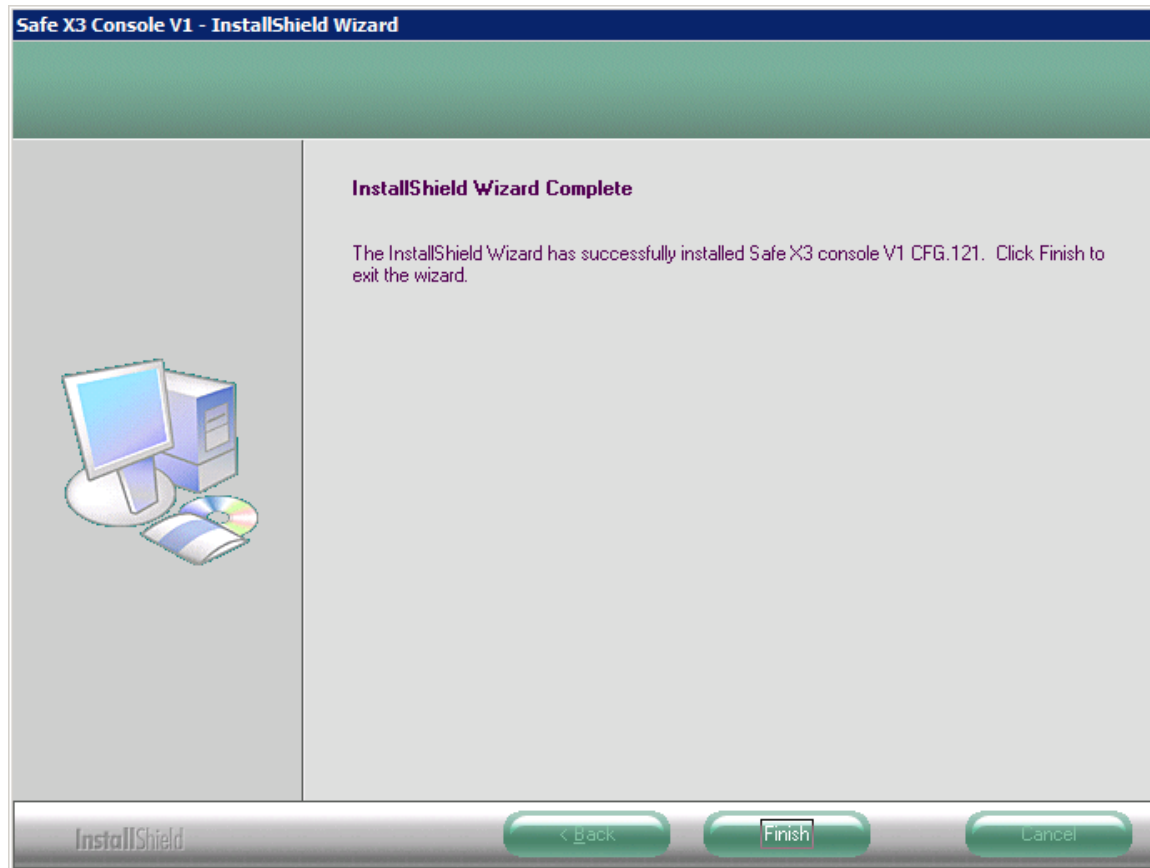 Safe X3 Console V1 - InstallShield Wizard
InstallShield Wizard Complete
The InstallShield Wizard has successfully installed Safe X3 console V1 CFG.121. Click Finish to
exit the wizard.
InstallShield
< Back
Finish
Cancel